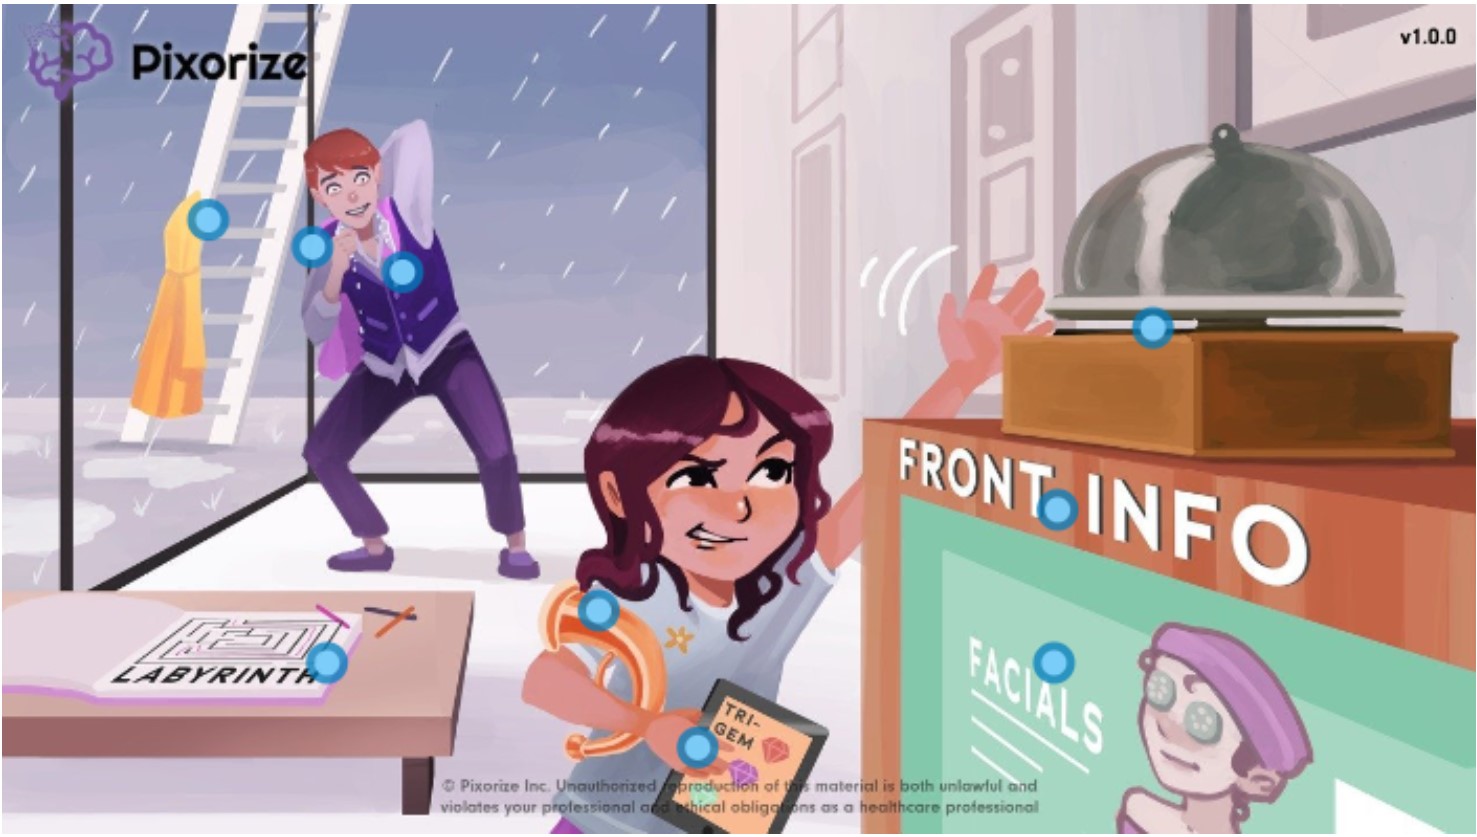 Pixorize
v1.0.0
FRONT INFO
FACIALS
LABYRINTH
TRI-
GEM
© Pixorize Inc. Unauthorized reproduction of this material is both unlawful and
violates your professional and ethical obligations as a healthcare professional